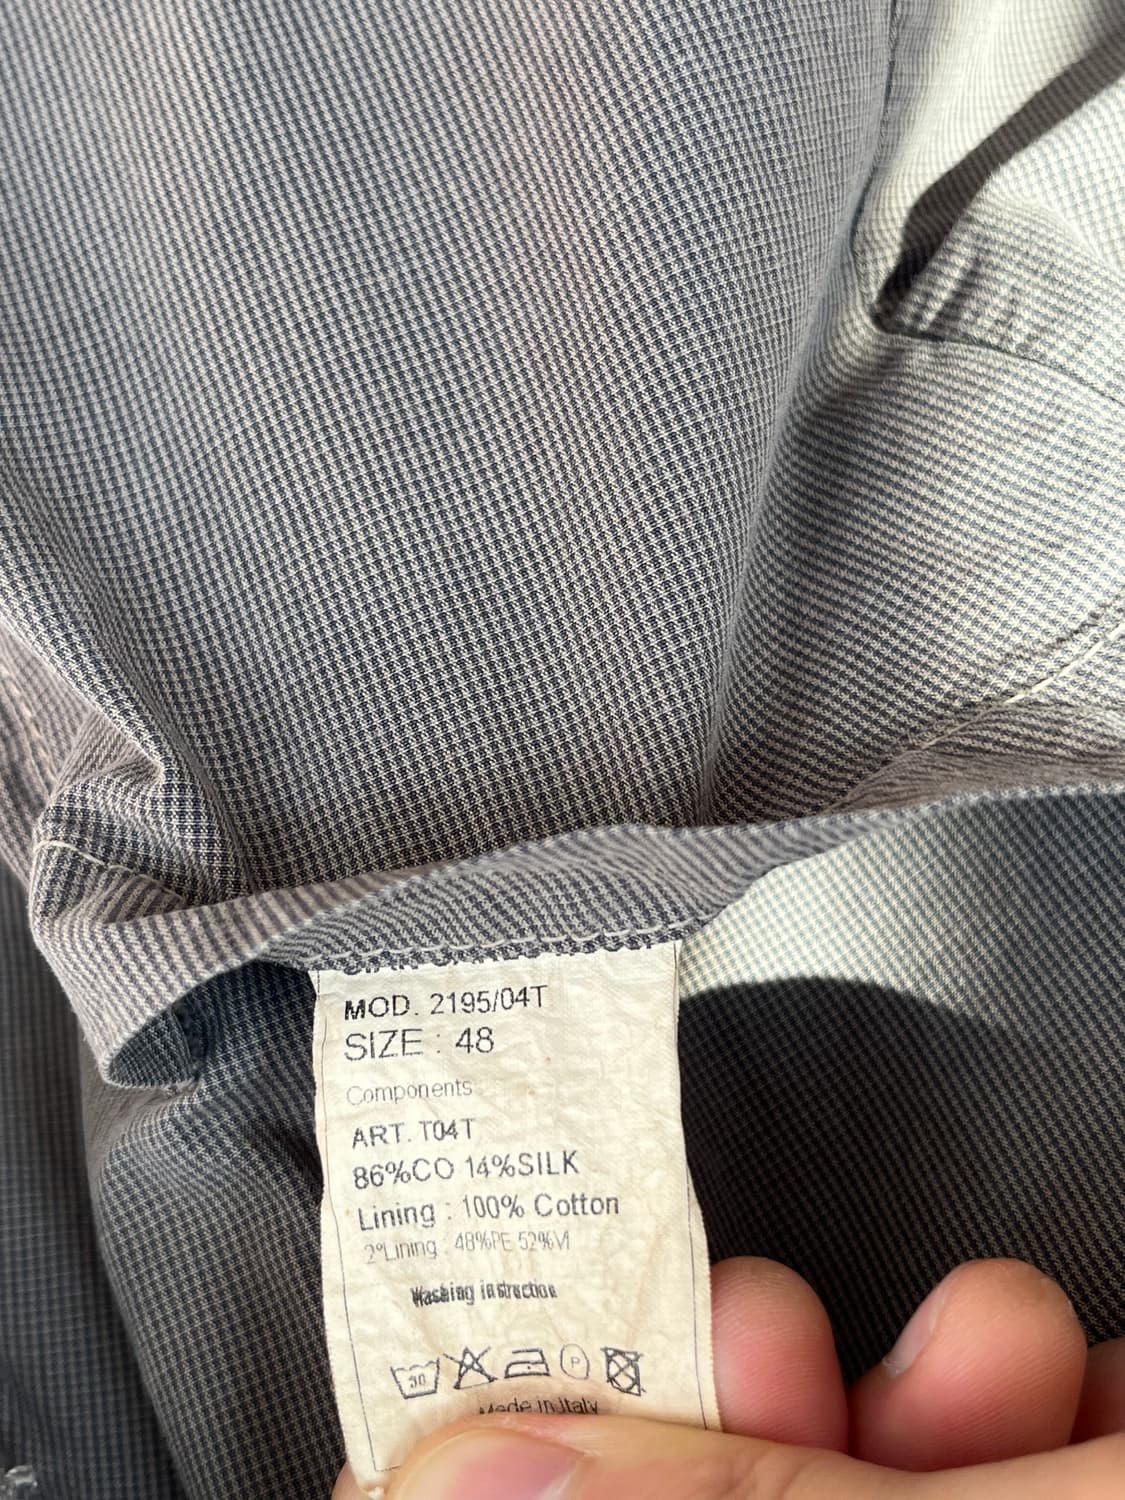 MOD. 2195/04T
SIZE : 48
Components
ART. T04T
86%CO 14%SILK
Lining : 100% Cotton
2°Lining : 48%PE 52%VI
Washing instruction
30 P
Made in Italy